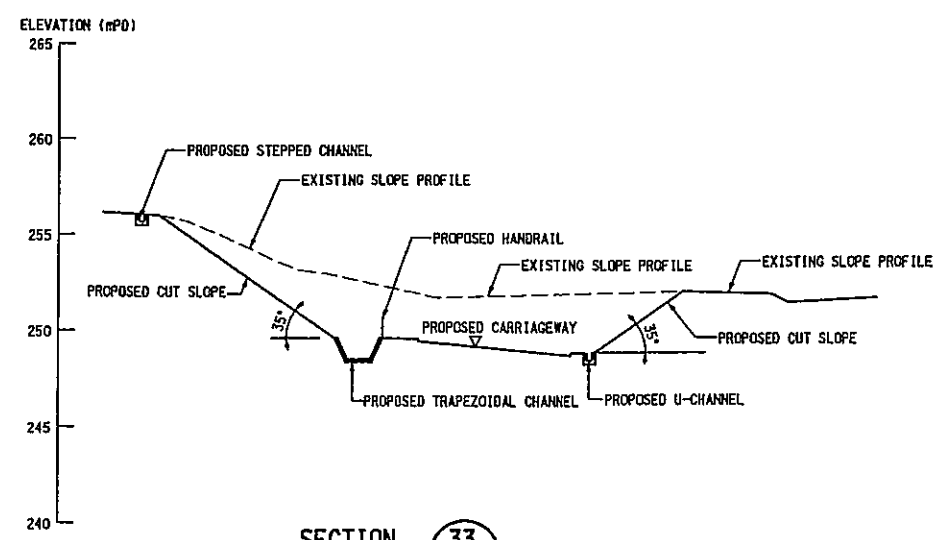 ELEVATION (mPD)
265
260
PROPOSED STEPPED CHANNEL
EXISTING SLOPE PROFILE
255
PROPOSED HANDRAIL
EXISTING SLOPE PROFILE
EXISTING SLOPE PROFILE
PROPOSED CUT SLOPE
250
35°
PROPOSED CARRIAGEWAY
35°
PROPOSED CUT SLOPE
PROPOSED TRAPEZOIDAL CHANNEL
PROPOSED U-CHANNEL
245
240
SECTION 33